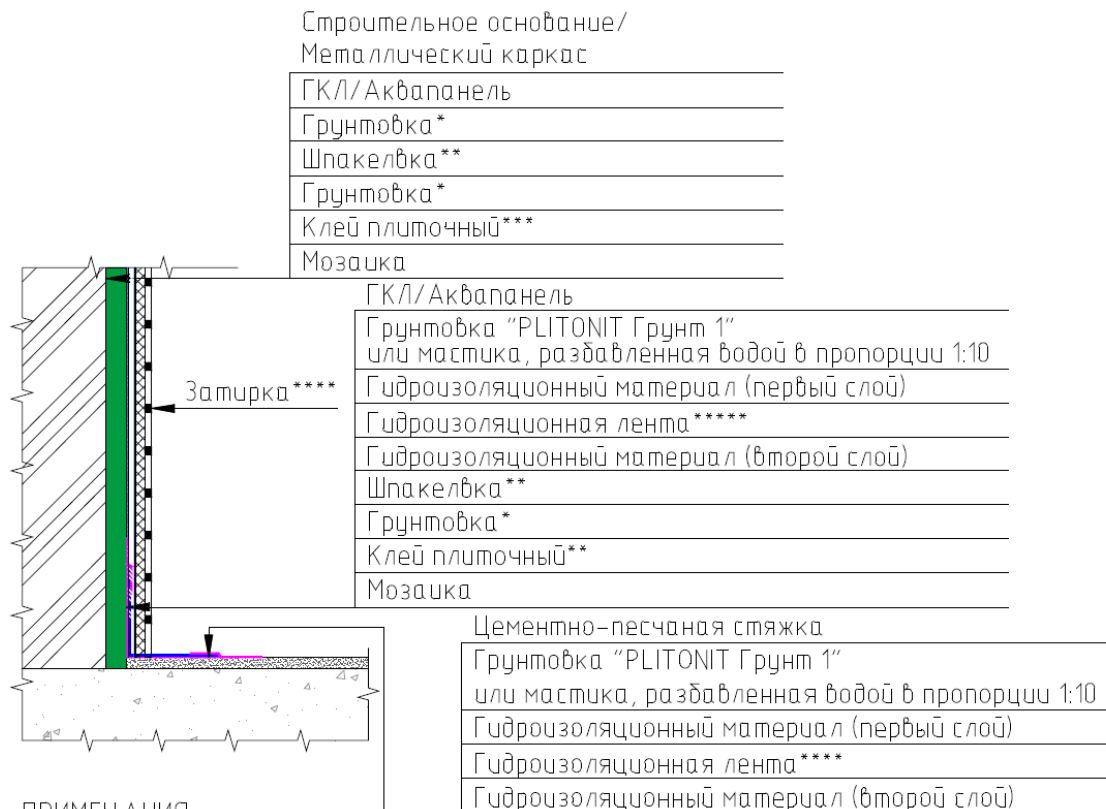 Строительное основание/
Металлический каркас
ГКЛ/Аквапанель
Грунтовка*
Шпакелвка**
Грунтовка*
Клей плиточный***
Мозаика
ГКЛ/Аквапанель
Грунтовка "PLITONIT Грунт 1"
или мастика, разбавленная водой в пропорции 1:10
Гидроизоляционный материал (первый слой)
Затирка****
Гидроизоляционная лента*****
Гидроизоляционный материал (второй слой)
Шпакелвка**
Грунтовка*
Клей плиточный**
Мозаика
Цементно-песчаная стяжка
Грунтовка "PLITONIT Грунт 1"
или мастика, разбавленная водой в пропорции 1:10
Гидроизоляционный материал (первый слой)
Гидроизоляционная лента****
Гидроизоляционный материал (второй слой)